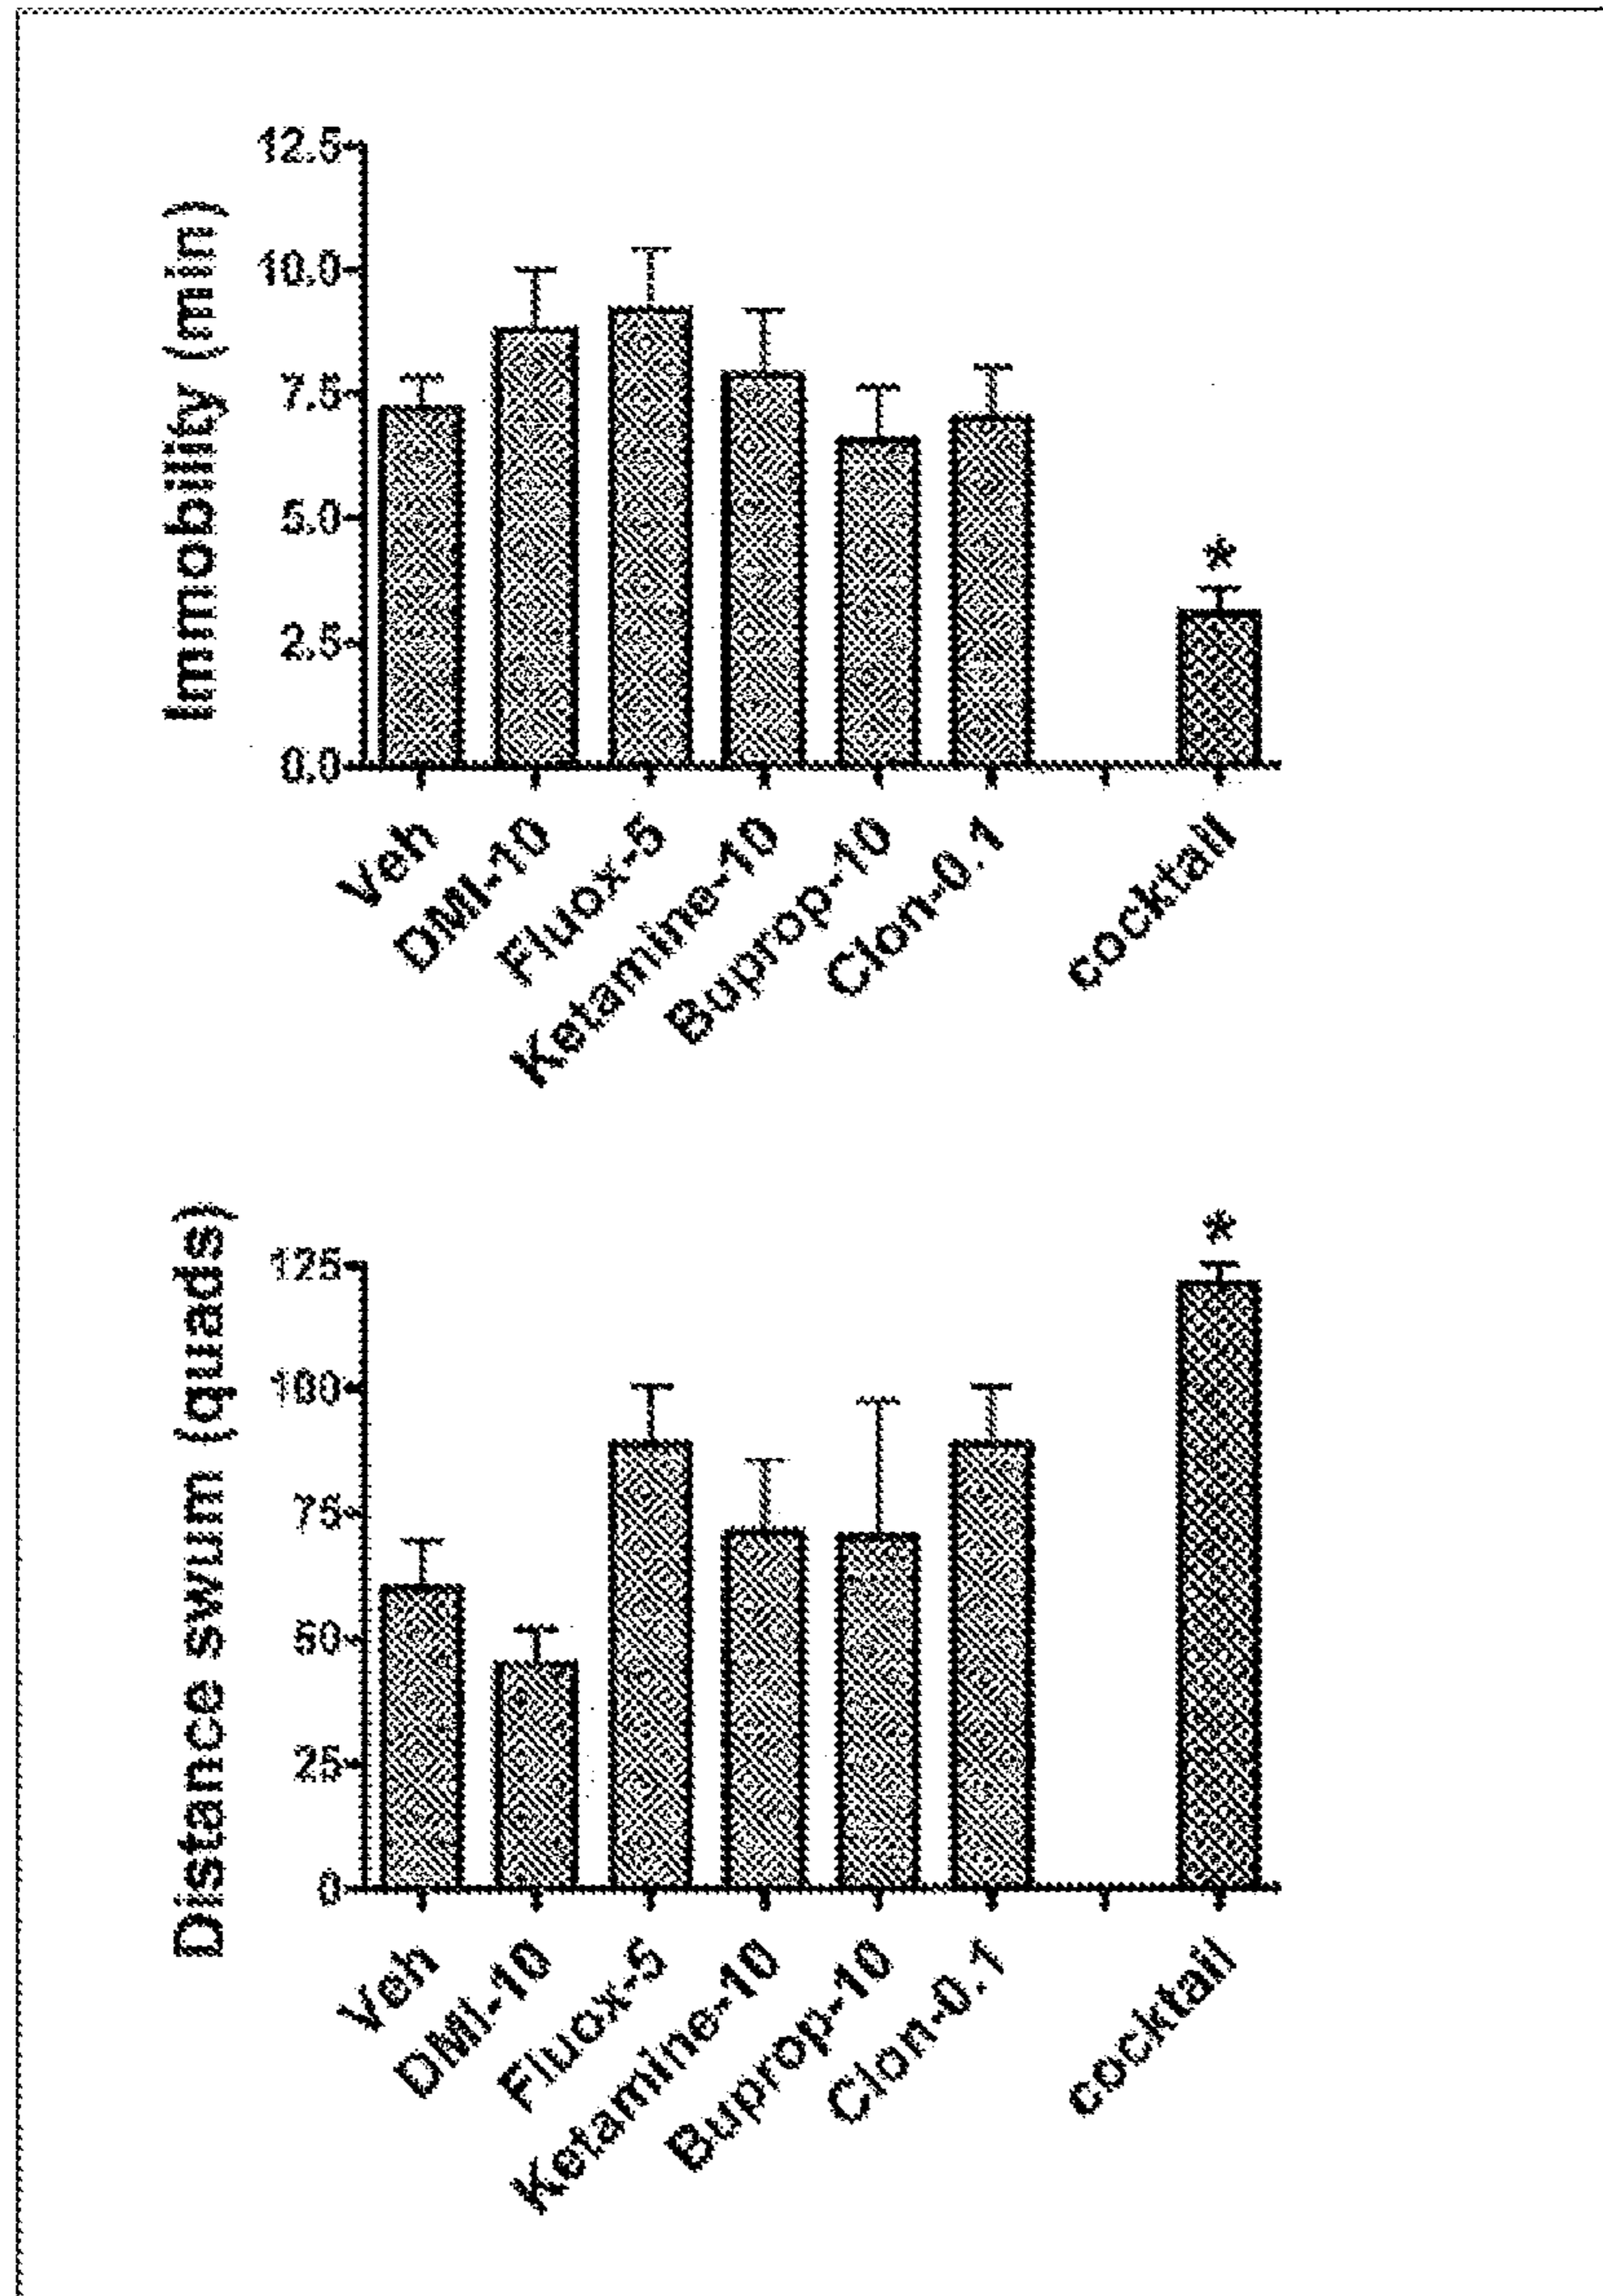 Immobility (min)
12.5
10.0
7.5
5.0
2.5
0.0
Veh
DMI-10
Fluox-5
Ketamine-10
Buprop-10
Clon-0.1
cocktail
*
Distance swum (quads)
125
100
75
50
25
0
Veh
DMI-10
Fluox-5
Ketamine-10
Buprop-10
Clon-0.1
cocktail
*